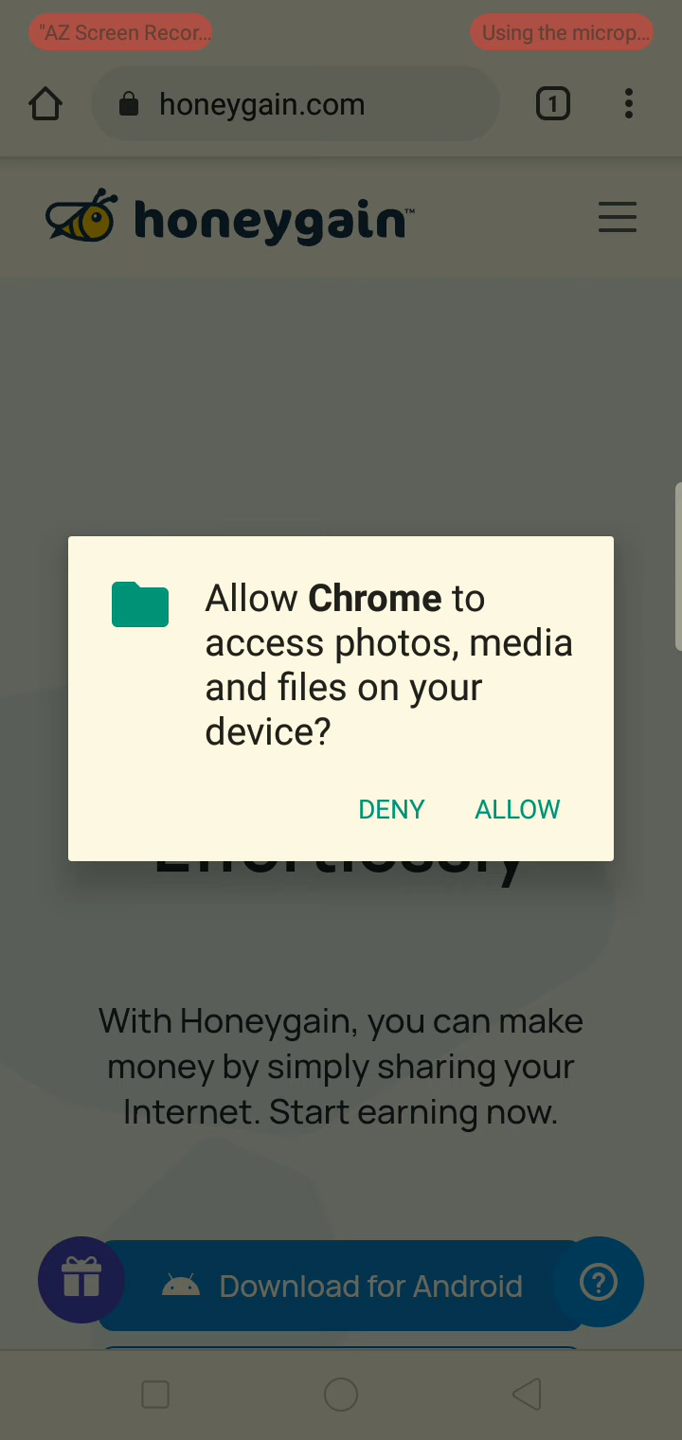 "AZ Screen Recor... Using the microp...
honeygain.com 1
honeygain™
Allow Chrome to
access photos, media
and files on your
device?
DENY ALLOW
Effortlessly
With Honeygain, you can make
money by simply sharing your
Internet. Start earning now.
Download for Android ?